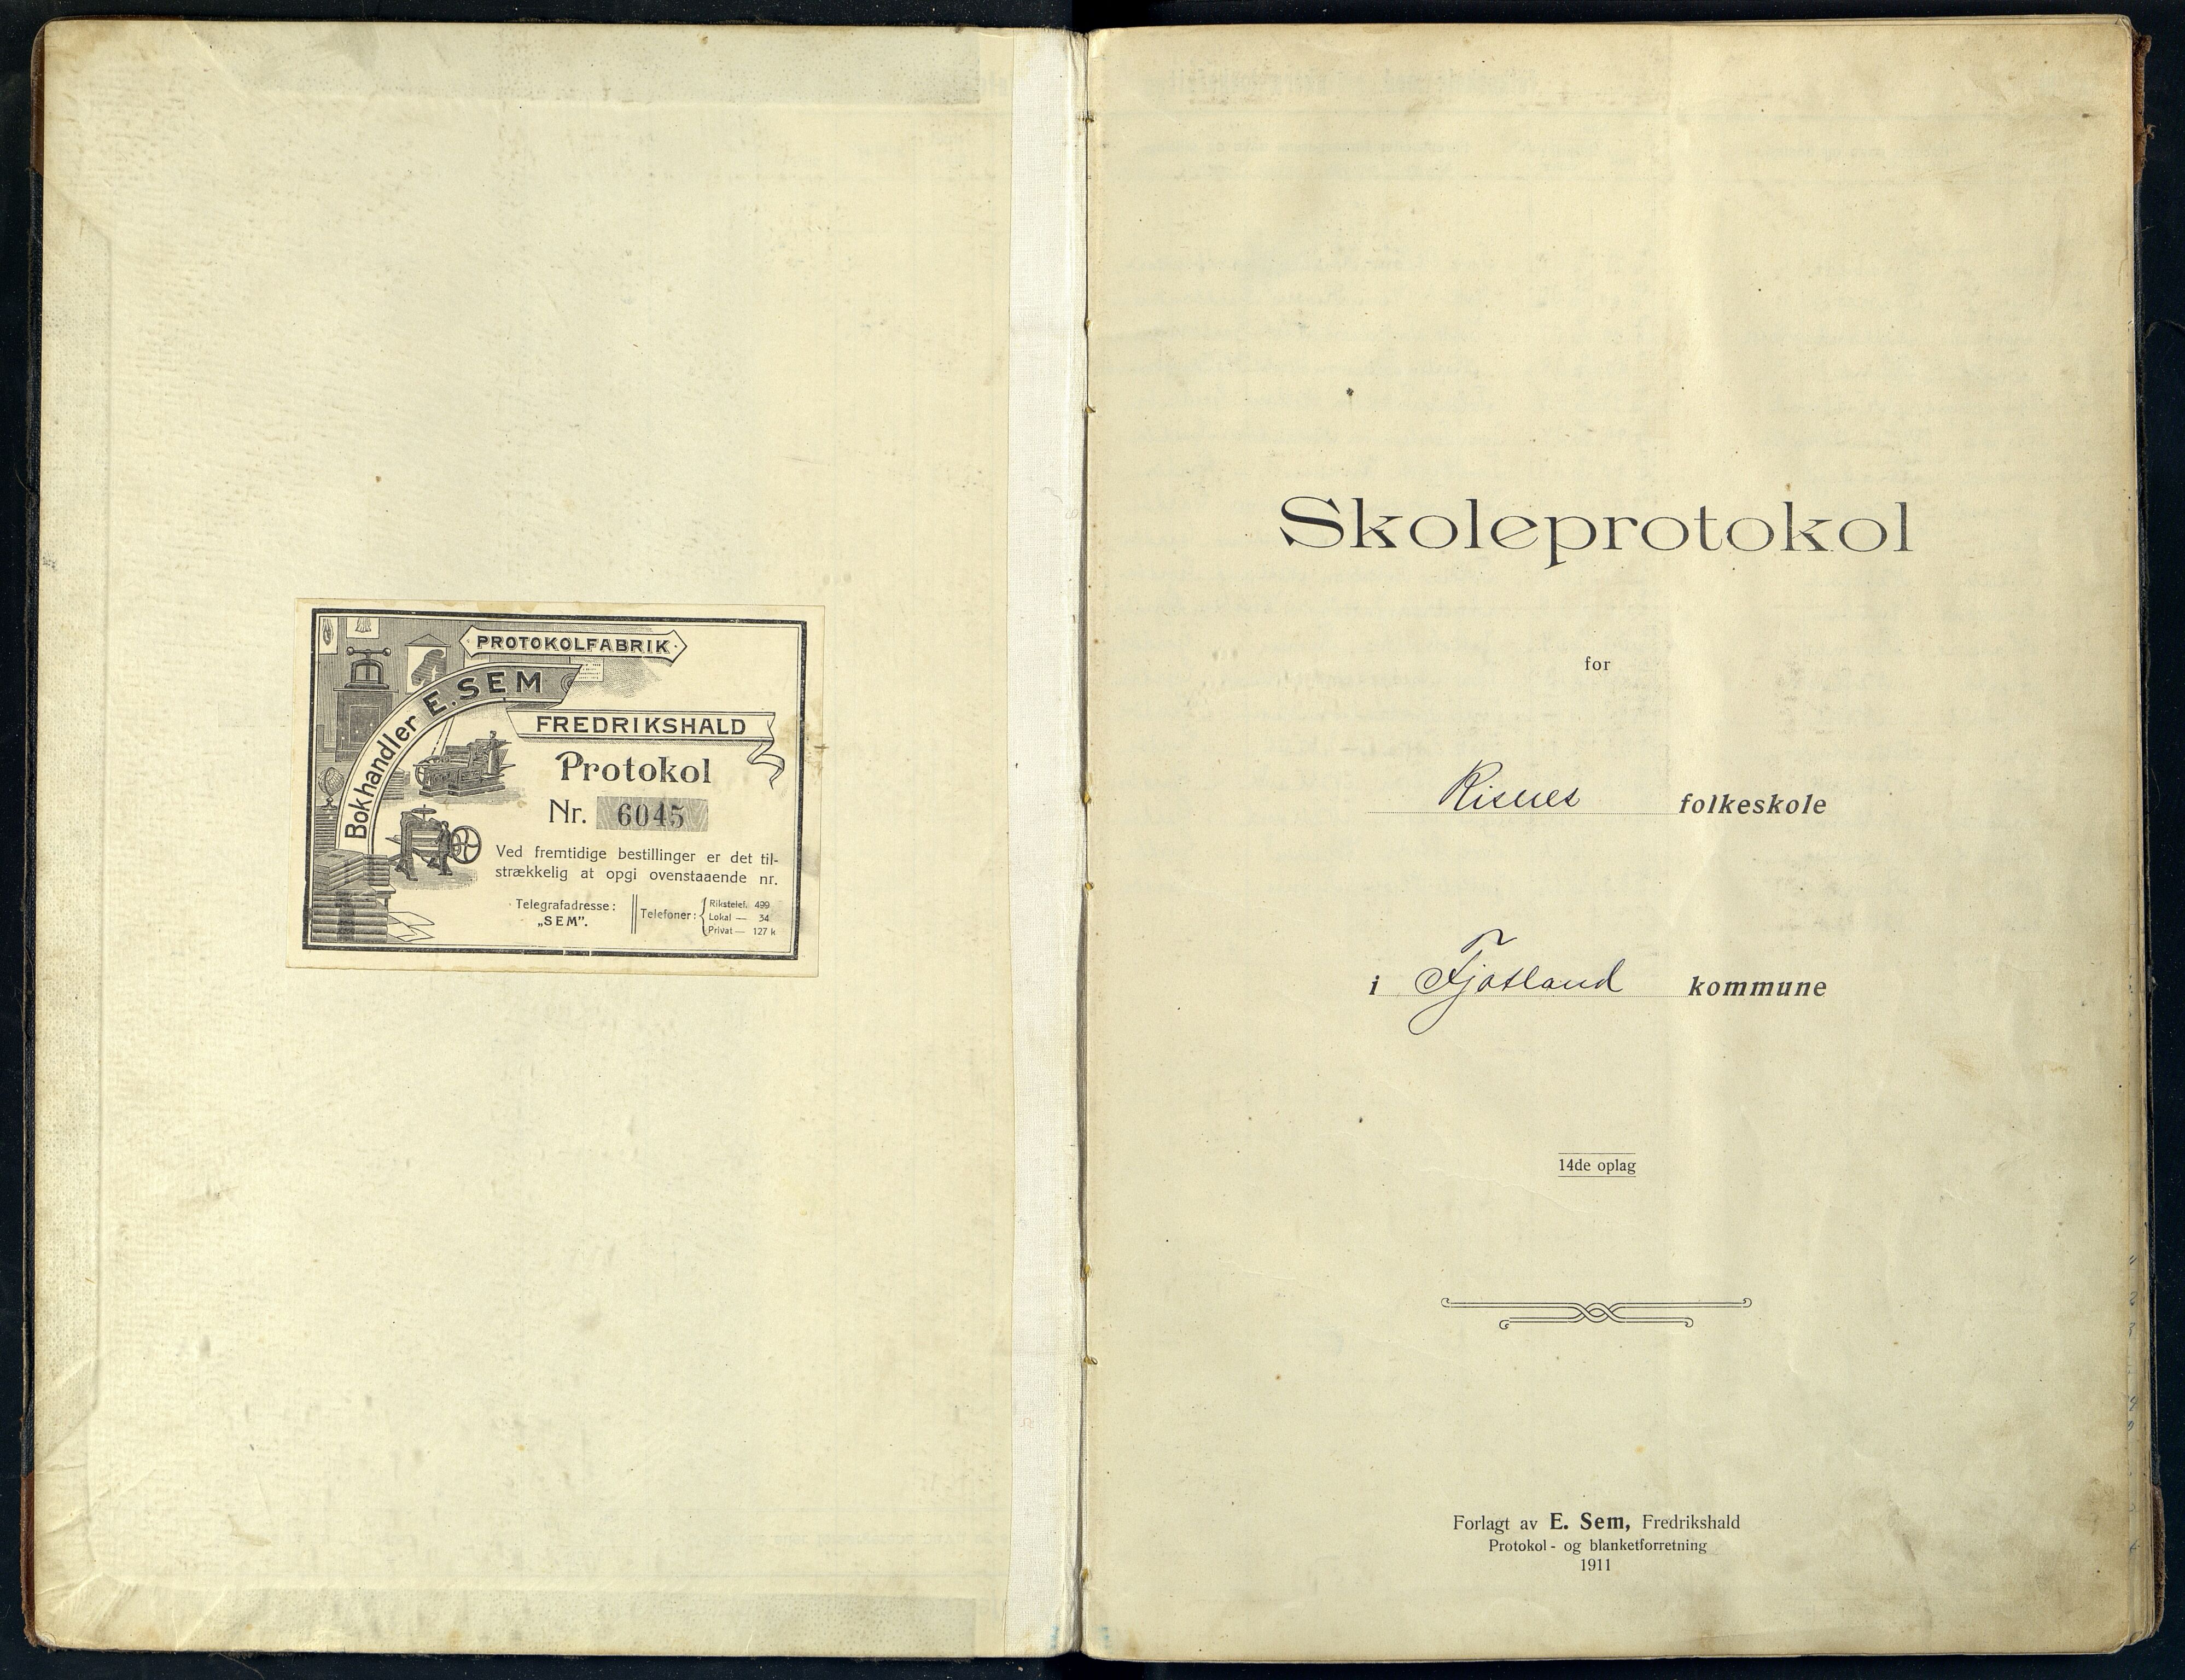 PROTOKOLFABRIK
Bokhandler E. SEM
FREDRIKSHALD
Protokol
Nr. 6045
Ved fremtidige bestillinger er det til-
strækkelig at opgi ovenstaaende nr.
Telegrafadresse:
„SEM”.
Telefoner:
Rikstelef. 499
Lokal — 34
Privat — 127 k
Skoleprotokol
for
Risnes folkeskole
i Fjotland kommune
14de oplag
Forlagt av E. Sem, Fredrikshald
Protokol- og blanketforretning
1911